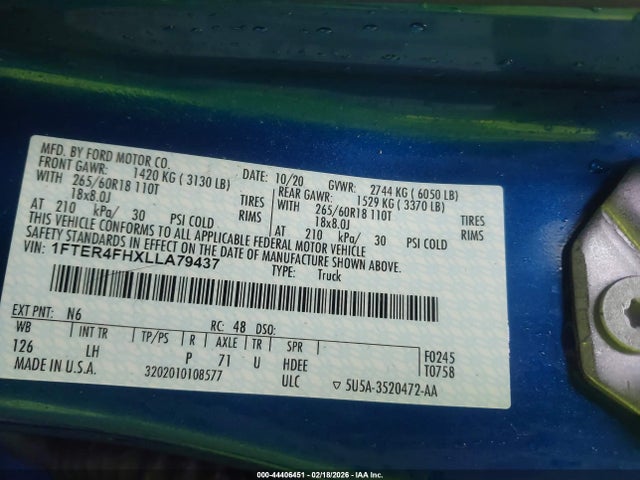 MFD. BY FORD MOTOR CO.
DATE: 10/20 GVWR: 2744 KG ( 6050 LB)
FRONT GAWR: 1420 KG ( 3130 LB) REAR GAWR: 1529 KG ( 3370 LB)
WITH 265/60R18 110T TIRES WITH 265/60R18 110T TIRES
18x8.0J RIMS 18x8.0J RIMS
AT 210 kPa/ 30 PSI COLD AT 210 kPa/ 30 PSI COLD
THIS VEHICLE CONFORMS TO ALL APPLICABLE FEDERAL MOTOR VEHICLE
SAFETY STANDARDS IN EFFECT ON THE DATE OF MANUFACTURE SHOWN ABOVE.
VIN: 1FTER4FHXLLA79437
TYPE: Truck
EXT PNT: N6 RC: 48 DSO:
WB INT TR TP/PS R AXLE TR SPR F0245
126 LH P 71 U HDEE T0758
MADE IN U.S.A. 3202010108577 ULC ▽ 5U5A-3520472-AA
000-44406451 - 02/18/2026 - IAA Inc.